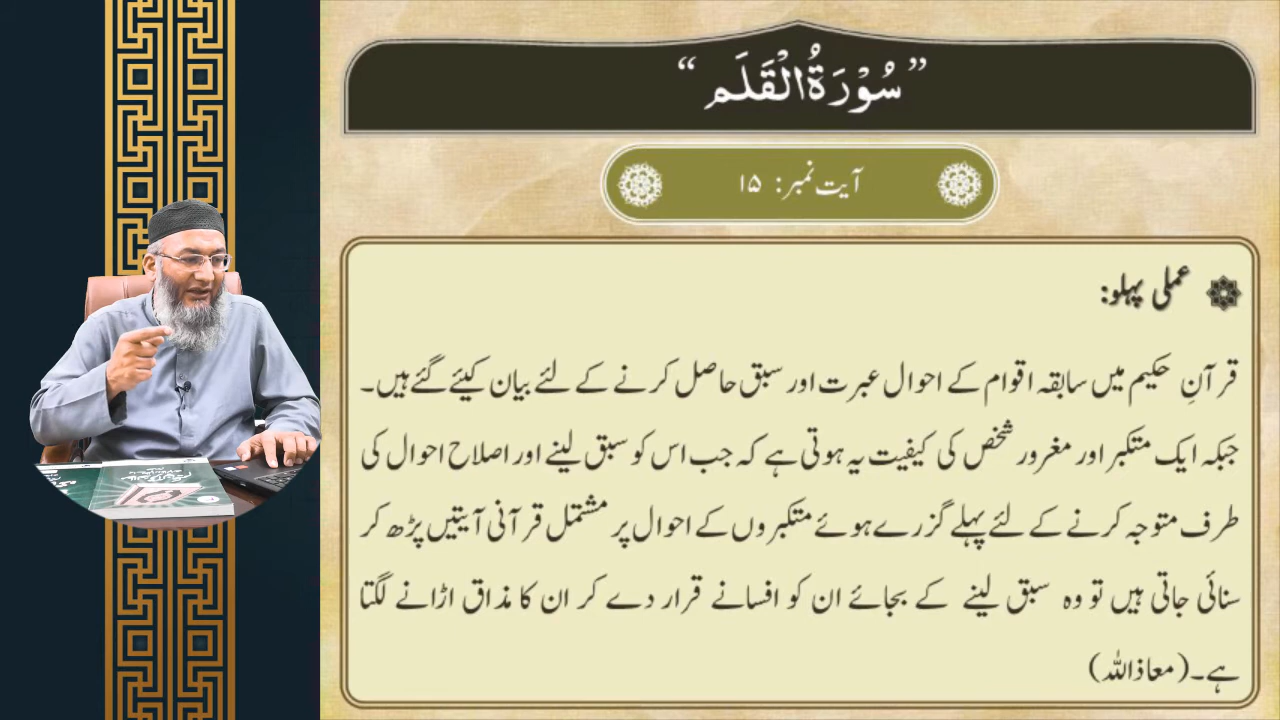 ”سُوْرَةُ الْقَلَم“
آیت نمبر: ۱۵
عملی پہلو:
قرآنِ حکیم میں سابقہ اقوام کے احوال عبرت اور سبق حاصل کرنے کے لئے بیان کیئے گئے ہیں۔
جبکہ ایک متکبر اور مغرور شخص کی کیفیت یہ ہوتی ہے کہ جب اس کو سبق لینے اور اصلاح احوال کی
طرف متوجہ کرنے کے لئے پہلے گزرے ہوئے متکبروں کے احوال پر مشتمل قرآنی آیتیں پڑھ کر
سنائی جاتی ہیں تو وہ سبق لینے کے بجائے ان کو افسانے قرار دے کر ان کا مذاق اڑانے لگتا
ہے۔(معاذاللہ)